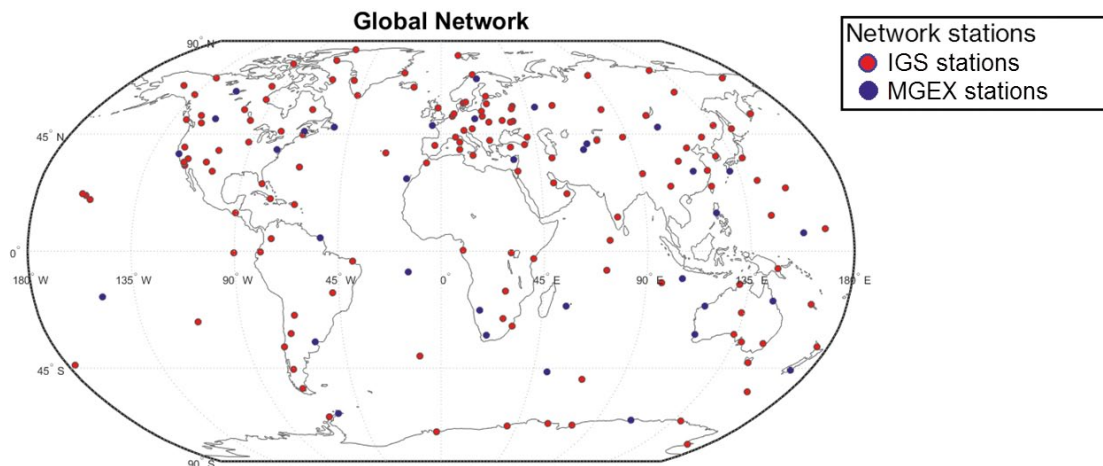 Global Network
Network stations
IGS stations
MGEX stations
90° N
45° N
0°
180° W
135° W
90° W
45° W
0
45° E
90° E
135° E
180° E
45° S
90° S